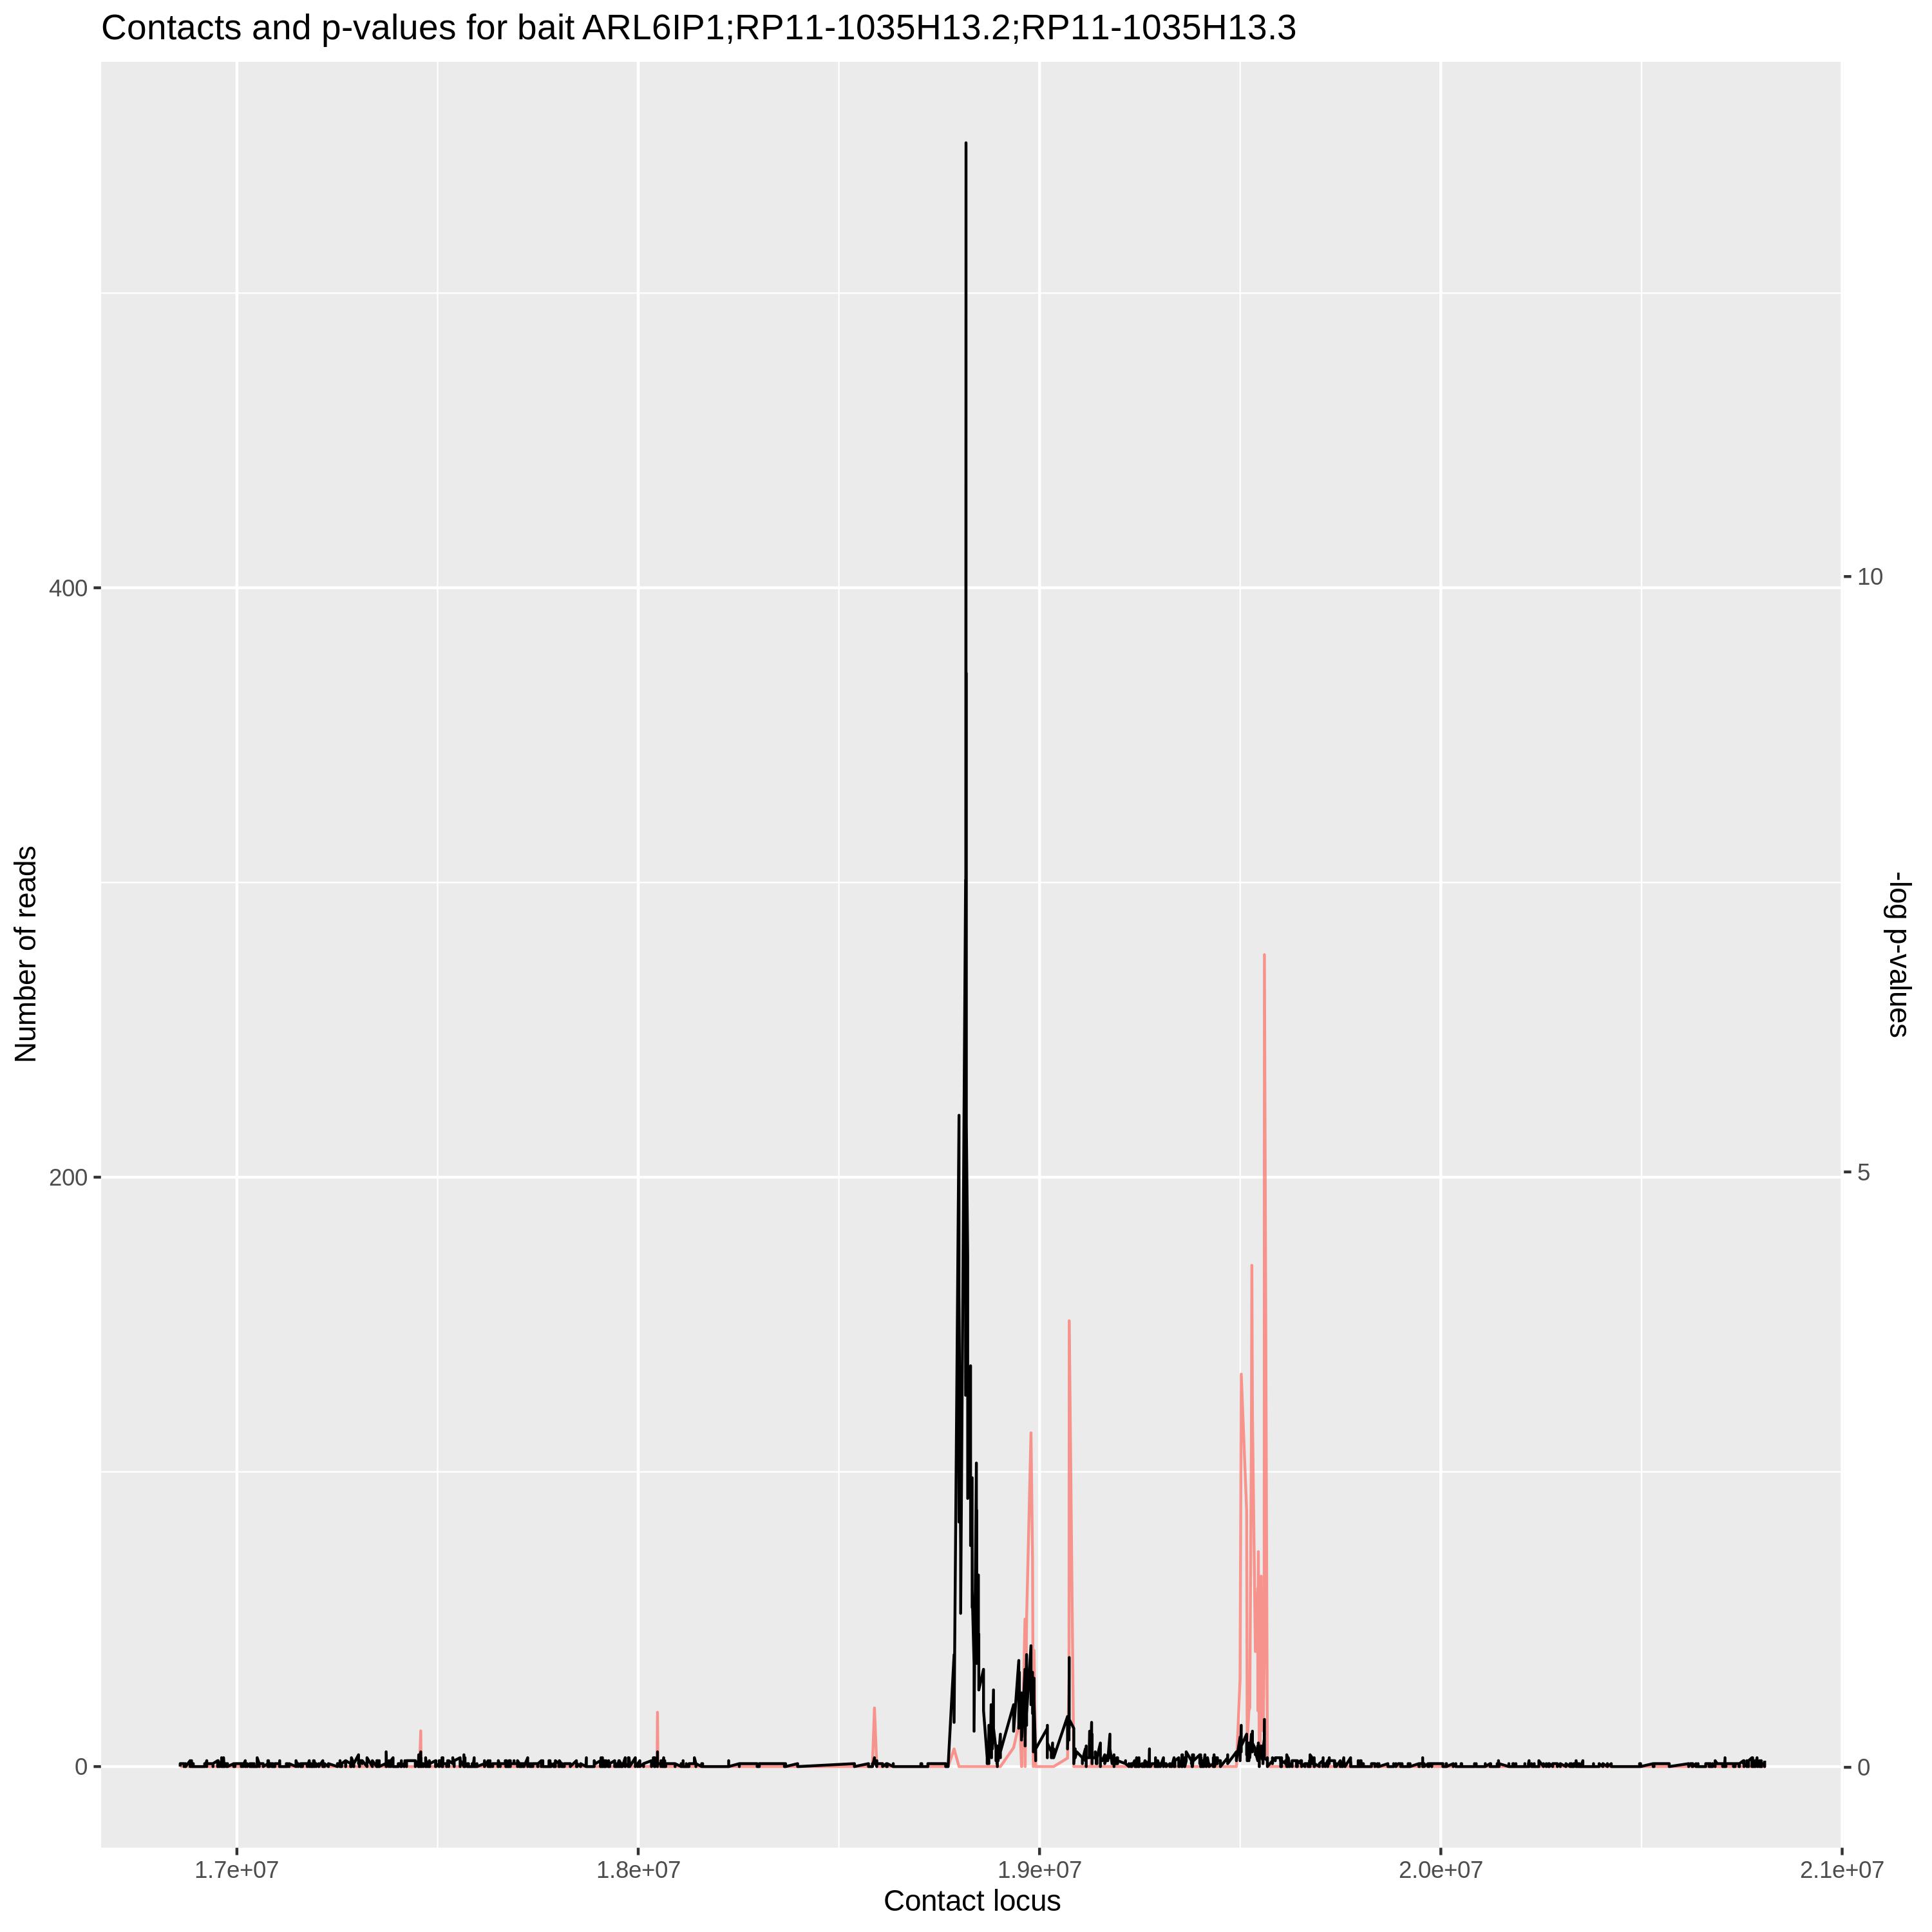 Contacts and p-values for bait ARL6IP1;RP11-1035H13.2;RP11-1035H13.3
Number of reads
400
200
0
10
5
0
-log p-values
1.7e+07
1.8e+07
1.9e+07
2.0e+07
2.1e+07
Contact locus